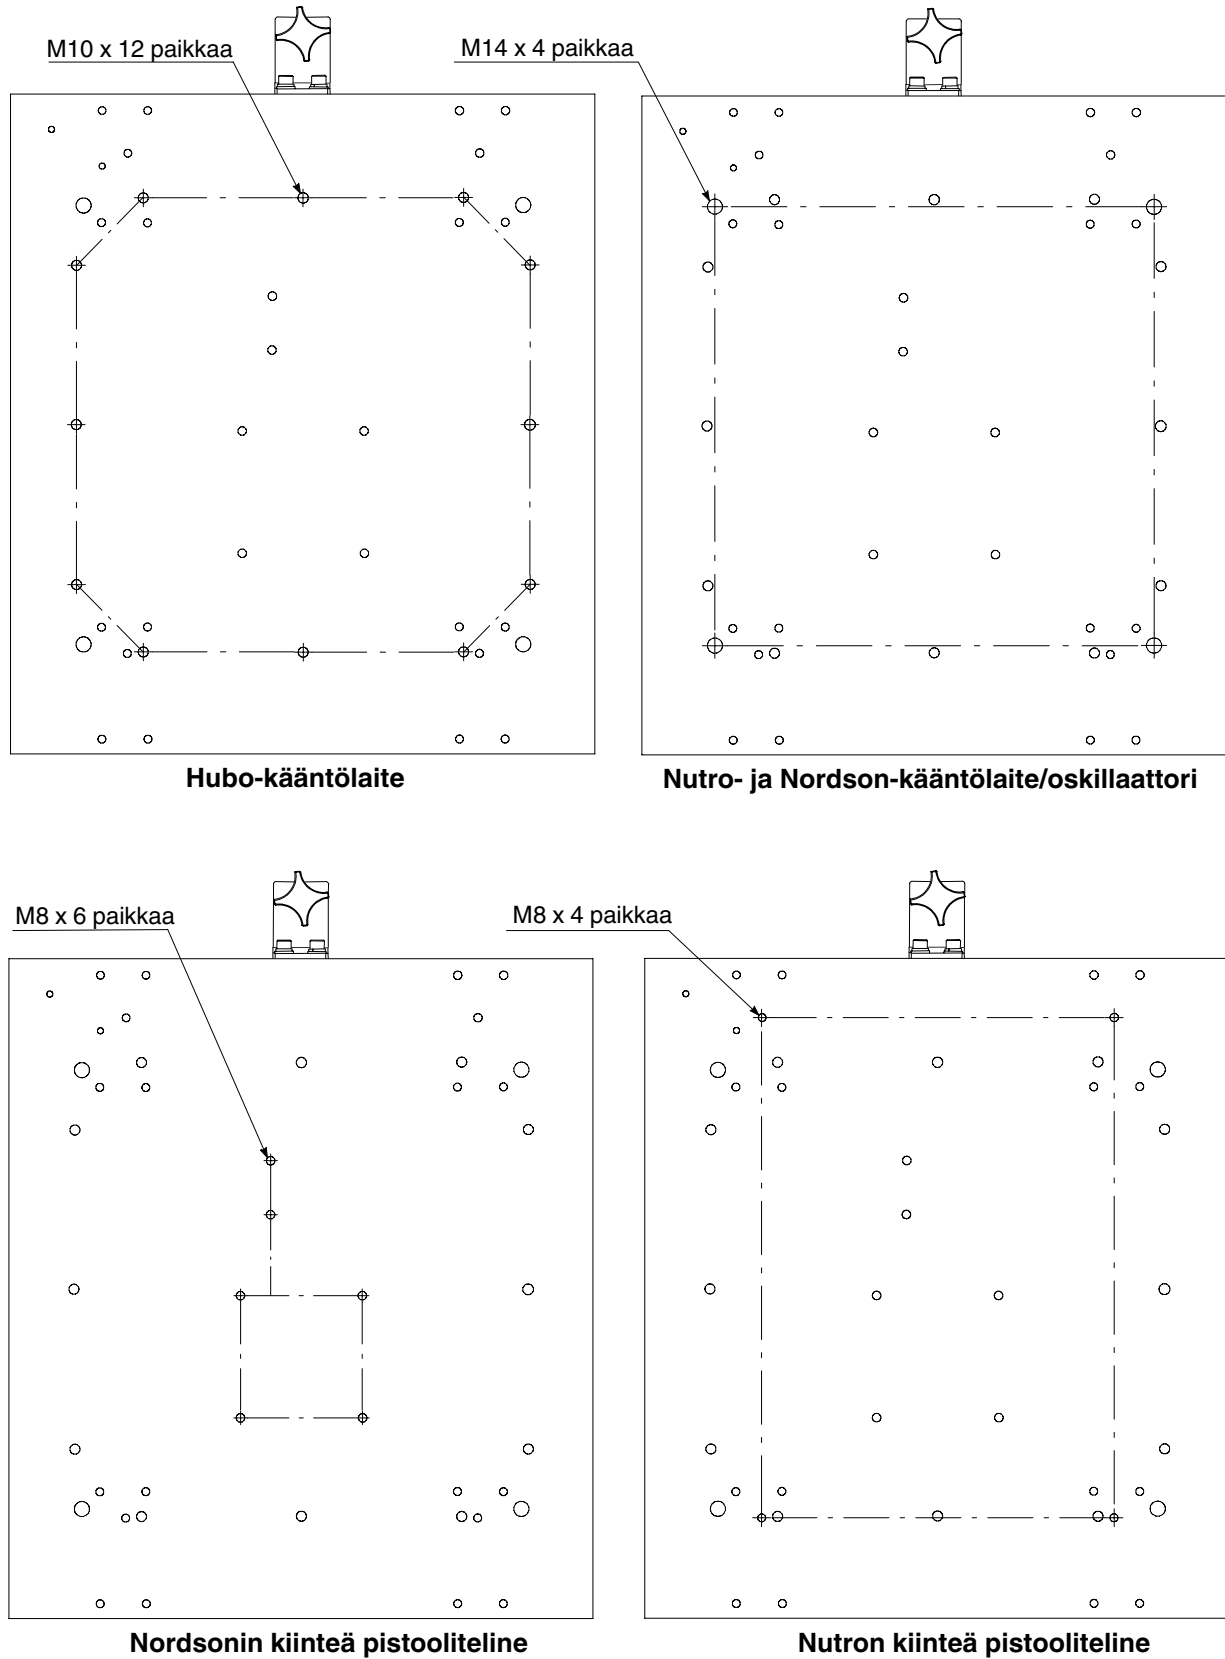 M10 x 12 paikkaa
M14 x 4 paikkaa
Hubo-kääntölaite
Nutro- ja Nordson-kääntölaite/oskillaattori
M8 x 6 paikkaa
M8 x 4 paikkaa
Nordsonin kiinteä pistooliteline
Nutron kiinteä pistooliteline